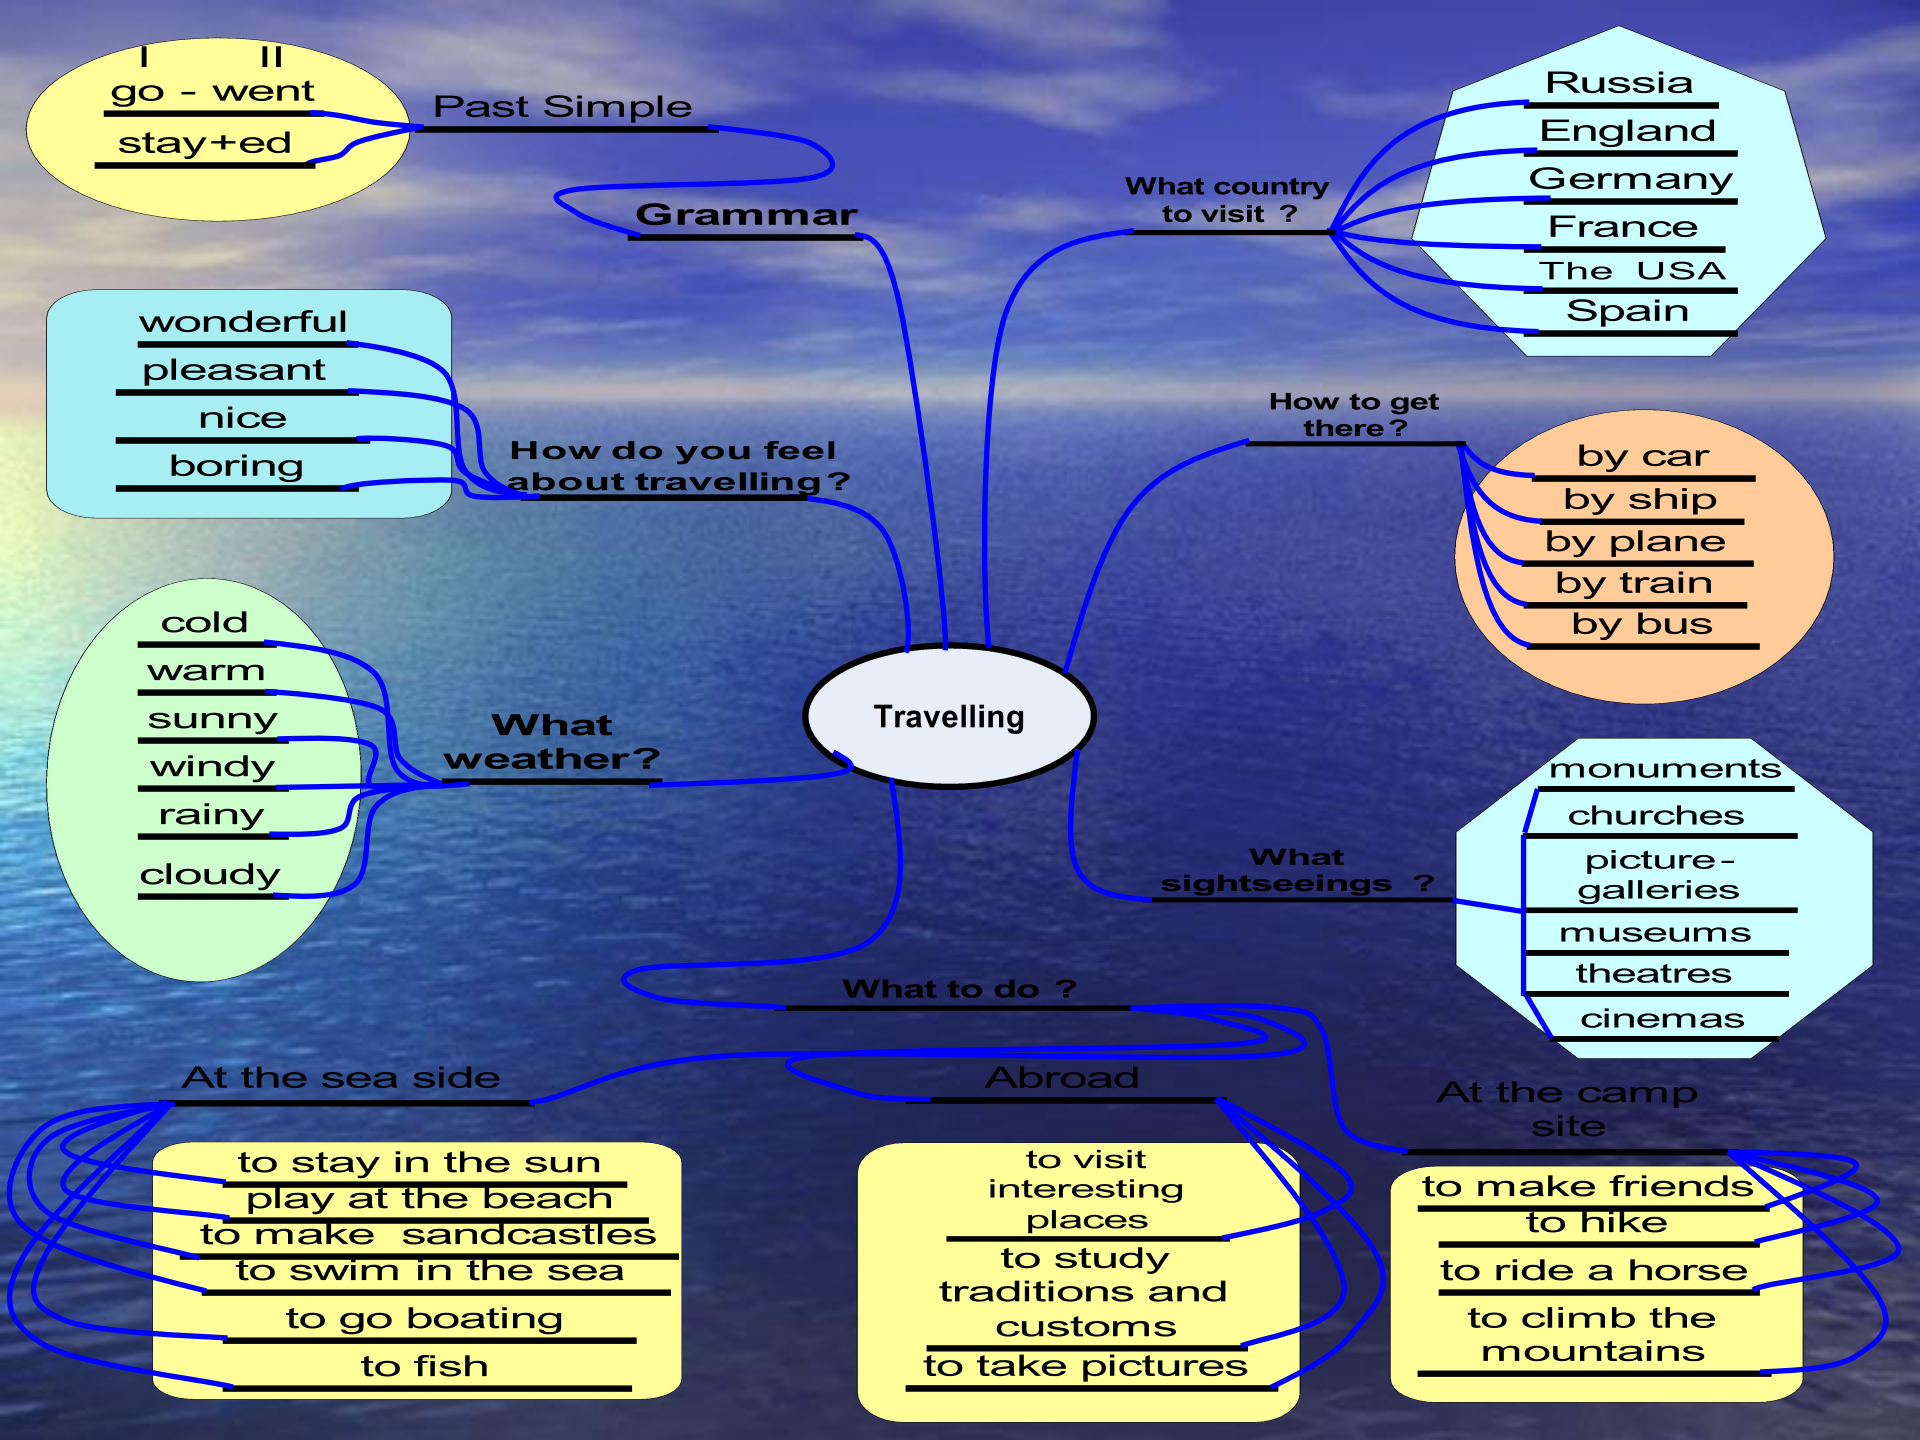 I II
go - went
stay+ed
Past Simple
Grammar
wonderful
pleasant
nice
boring
How do you feel
about travelling?
cold
warm
sunny
windy
rainy
cloudy
What
weather?
Travelling
What country
to visit ?
Russia
England
Germany
France
The USA
Spain
How to get
there?
by car
by ship
by plane
by train
by bus
What
sightseeings ?
monuments
churches
picture-
galleries
museums
theatres
cinemas
What to do ?
At the sea side
to stay in the sun
play at the beach
to make sandcastles
to swim in the sea
to go boating
to fish
Abroad
to visit
interesting
places
to study
traditions and
customs
to take pictures
At the camp
site
to make friends
to hike
to ride a horse
to climb the
mountains